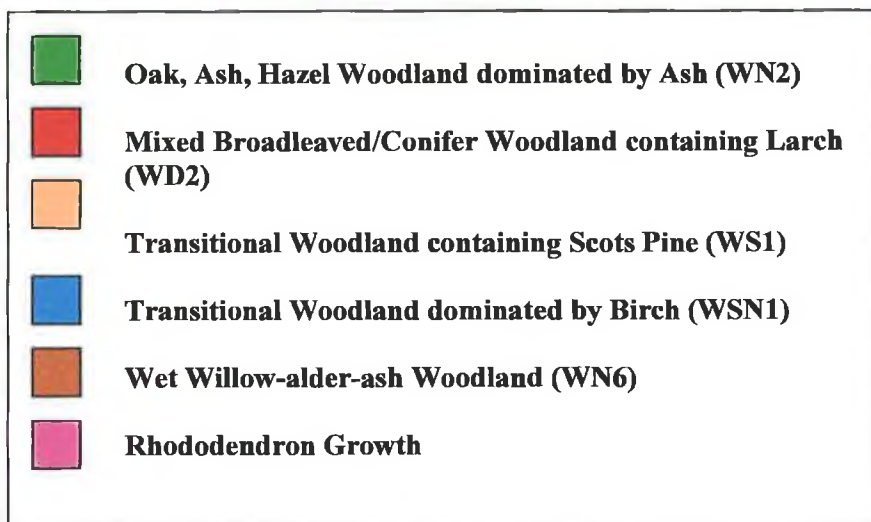 Oak, Ash, Hazel Woodland dominated by Ash (WN2)
Mixed Broadleaved/Conifer Woodland containing Larch
(WD2)
Transitional Woodland containing Scots Pine (WS1)
Transitional Woodland dominated by Birch (WSN1)
Wet Willow-alder-ash Woodland (WN6)
Rhododendron Growth